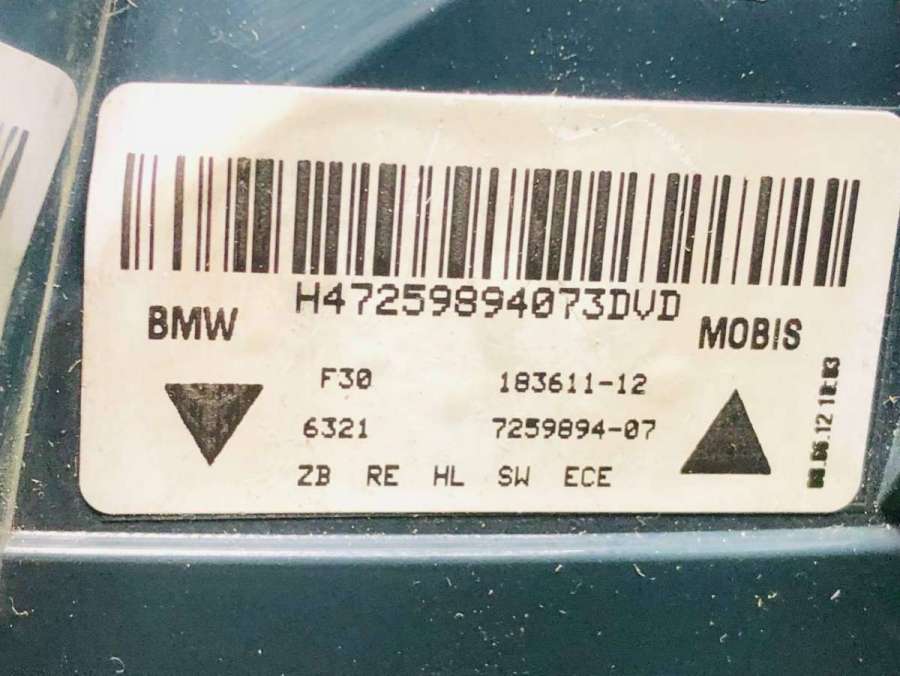 H47259894073DVD
BMW
MOBIS
F30 183611-12
6321 7259894-07
ZB RE HL SW ECE